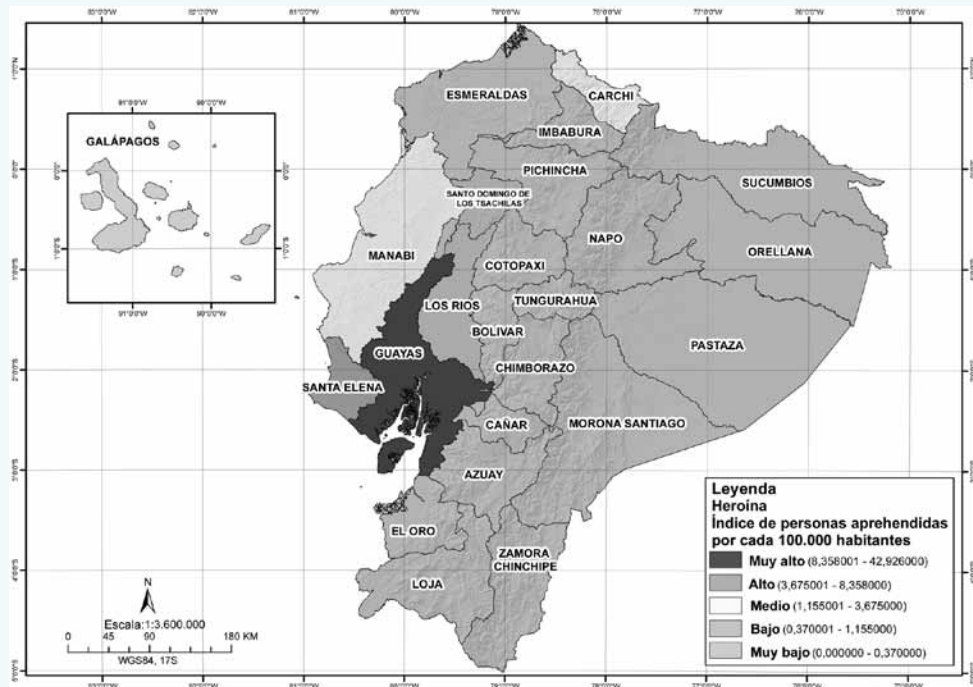 GALÁPAGOS
ESMERALDAS
CARCHI
IMBABURA
PICHINCHA
SUCUMBIOS
SANTO DOMINGO DE
LOS TSACHILAS
NAPO
ORELLANA
MANABI
COTOPAXI
LOS RIOS
TUNGURAHUA
BOLIVAR
PASTAZA
GUAYAS
CHIMBORAZO
SANTA ELENA
CAÑAR
MORONA SANTIAGO
AZUAY
EL ORO
ZAMORA
CHINCHIPE
LOJA
Leyenda
Heroína
Índice de personas aprehendidas
por cada 100.000 habitantes
Muy alto (8,358001 - 42,926000)
Alto (3,675001 - 8,358000)
Medio (1,155001 - 3,675000)
Bajo (0,370001 - 1,155000)
Muy bajo (0,000000 - 0,370000)
N
Escala:1:3.600.000
0 45 90 180 KM
WGS84, 17S